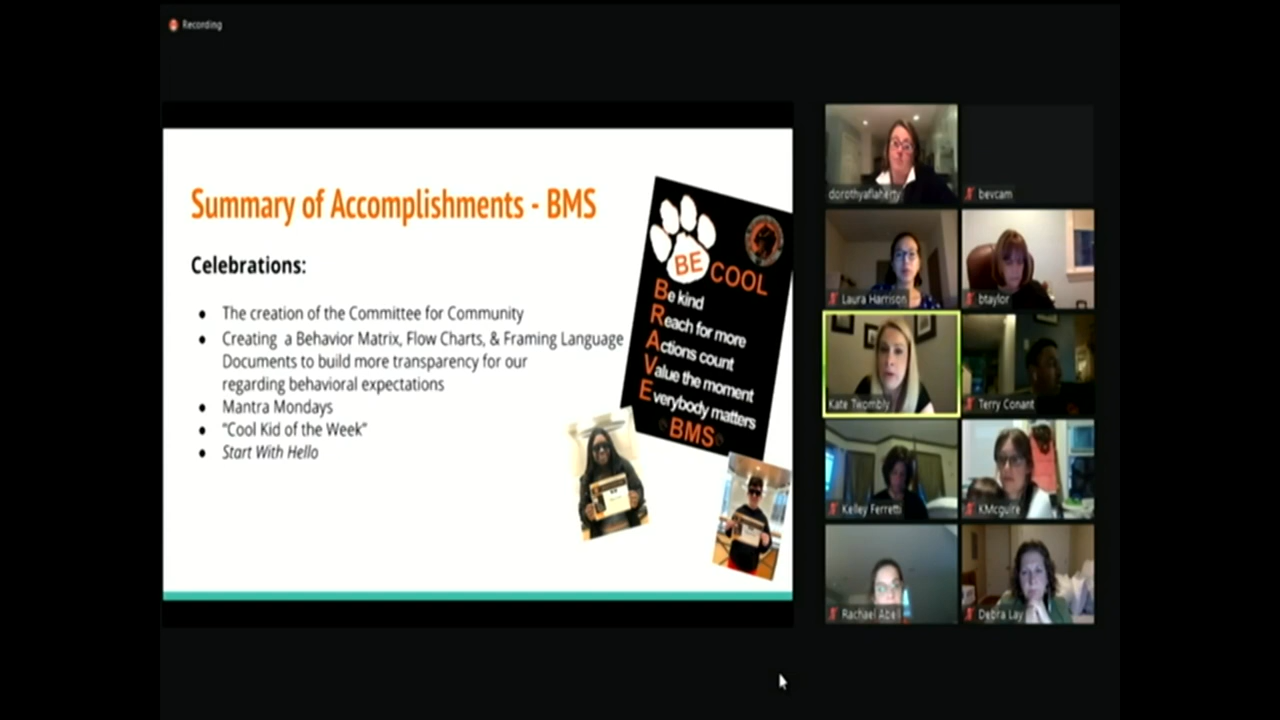 Recording
Summary of Accomplishments - BMS
Celebrations:
● The creation of the Committee for Community
● Creating a Behavior Matrix, Flow Charts, & Framing Language
Documents to build more transparency for our
regarding behavioral expectations
● Mantra Mondays
● "Cool Kid of the Week"
● Start With Hello
BE COOL
Be kind
Reach for more
Actions count
Value the moment
Everybody matters
BMS
dorothyaflaherty
bevcam
Laura Harrison
btaylor
Kate Twombly
Terry Conant
Kelley Ferretti
KMcguire
Rachael Abell
Debra Lay